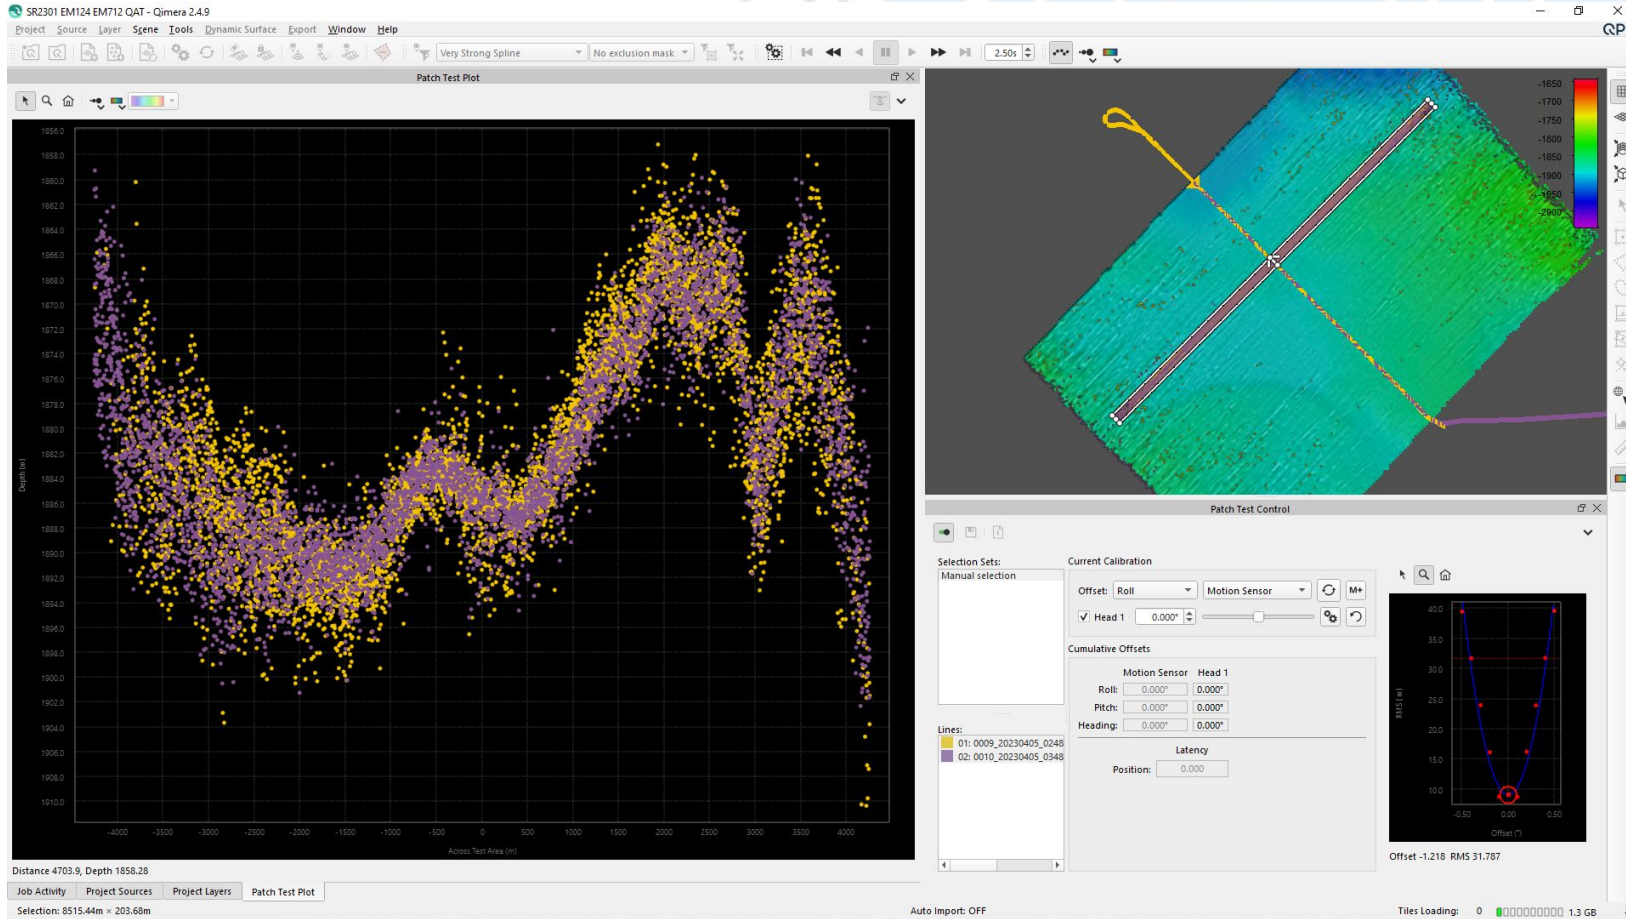 SR2301 EM124 EM712 QAT - Qimera 2.4.9
Project Source Layer Scene Tools Dynamic Surface Export Window Help
QP
Very Strong Spline
No exclusion mask
2.50s
Patch Test Plot
1856.0
1858.0
1860.0
1862.0
1864.0
1866.0
1868.0
1870.0
1872.0
1874.0
1876.0
1878.0
1880.0
1882.0
1884.0
1886.0
1888.0
1890.0
1892.0
1894.0
1896.0
1898.0
1900.0
1902.0
1904.0
1906.0
1908.0
1910.0
Depth (m)
-4000 -3500 -3000 -2500 -2000 -1500 -1000 -500 0 500 1000 1500 2000 2500 3000 3500 4000
Across Test Area (m)
Distance 4703.9, Depth 1858.28
Job Activity Project Sources Project Layers Patch Test Plot
Selection: 8515.44m × 203.68m
-1650
-1700
-1750
-1800
-1850
-1900
-1950
-2000
Patch Test Control
Selection Sets:
Manual selection
Lines:
01: 0009_20230405_0248
02: 0010_20230405_0348
Current Calibration
Offset: Roll Motion Sensor M+
Head 1 0.000°
Cumulative Offsets
Motion Sensor Head 1
Roll: 0.000° 0.000°
Pitch: 0.000° 0.000°
Heading: 0.000° 0.000°
Latency
Position: 0.000
40.0
35.0
30.0
25.0
20.0
15.0
10.0
RMS (m)
-0.50 0.00 0.50
Offset (°)
Offset -1.218 RMS 31.787
Auto Import: OFF
Tiles Loading: 0
1.3 GB